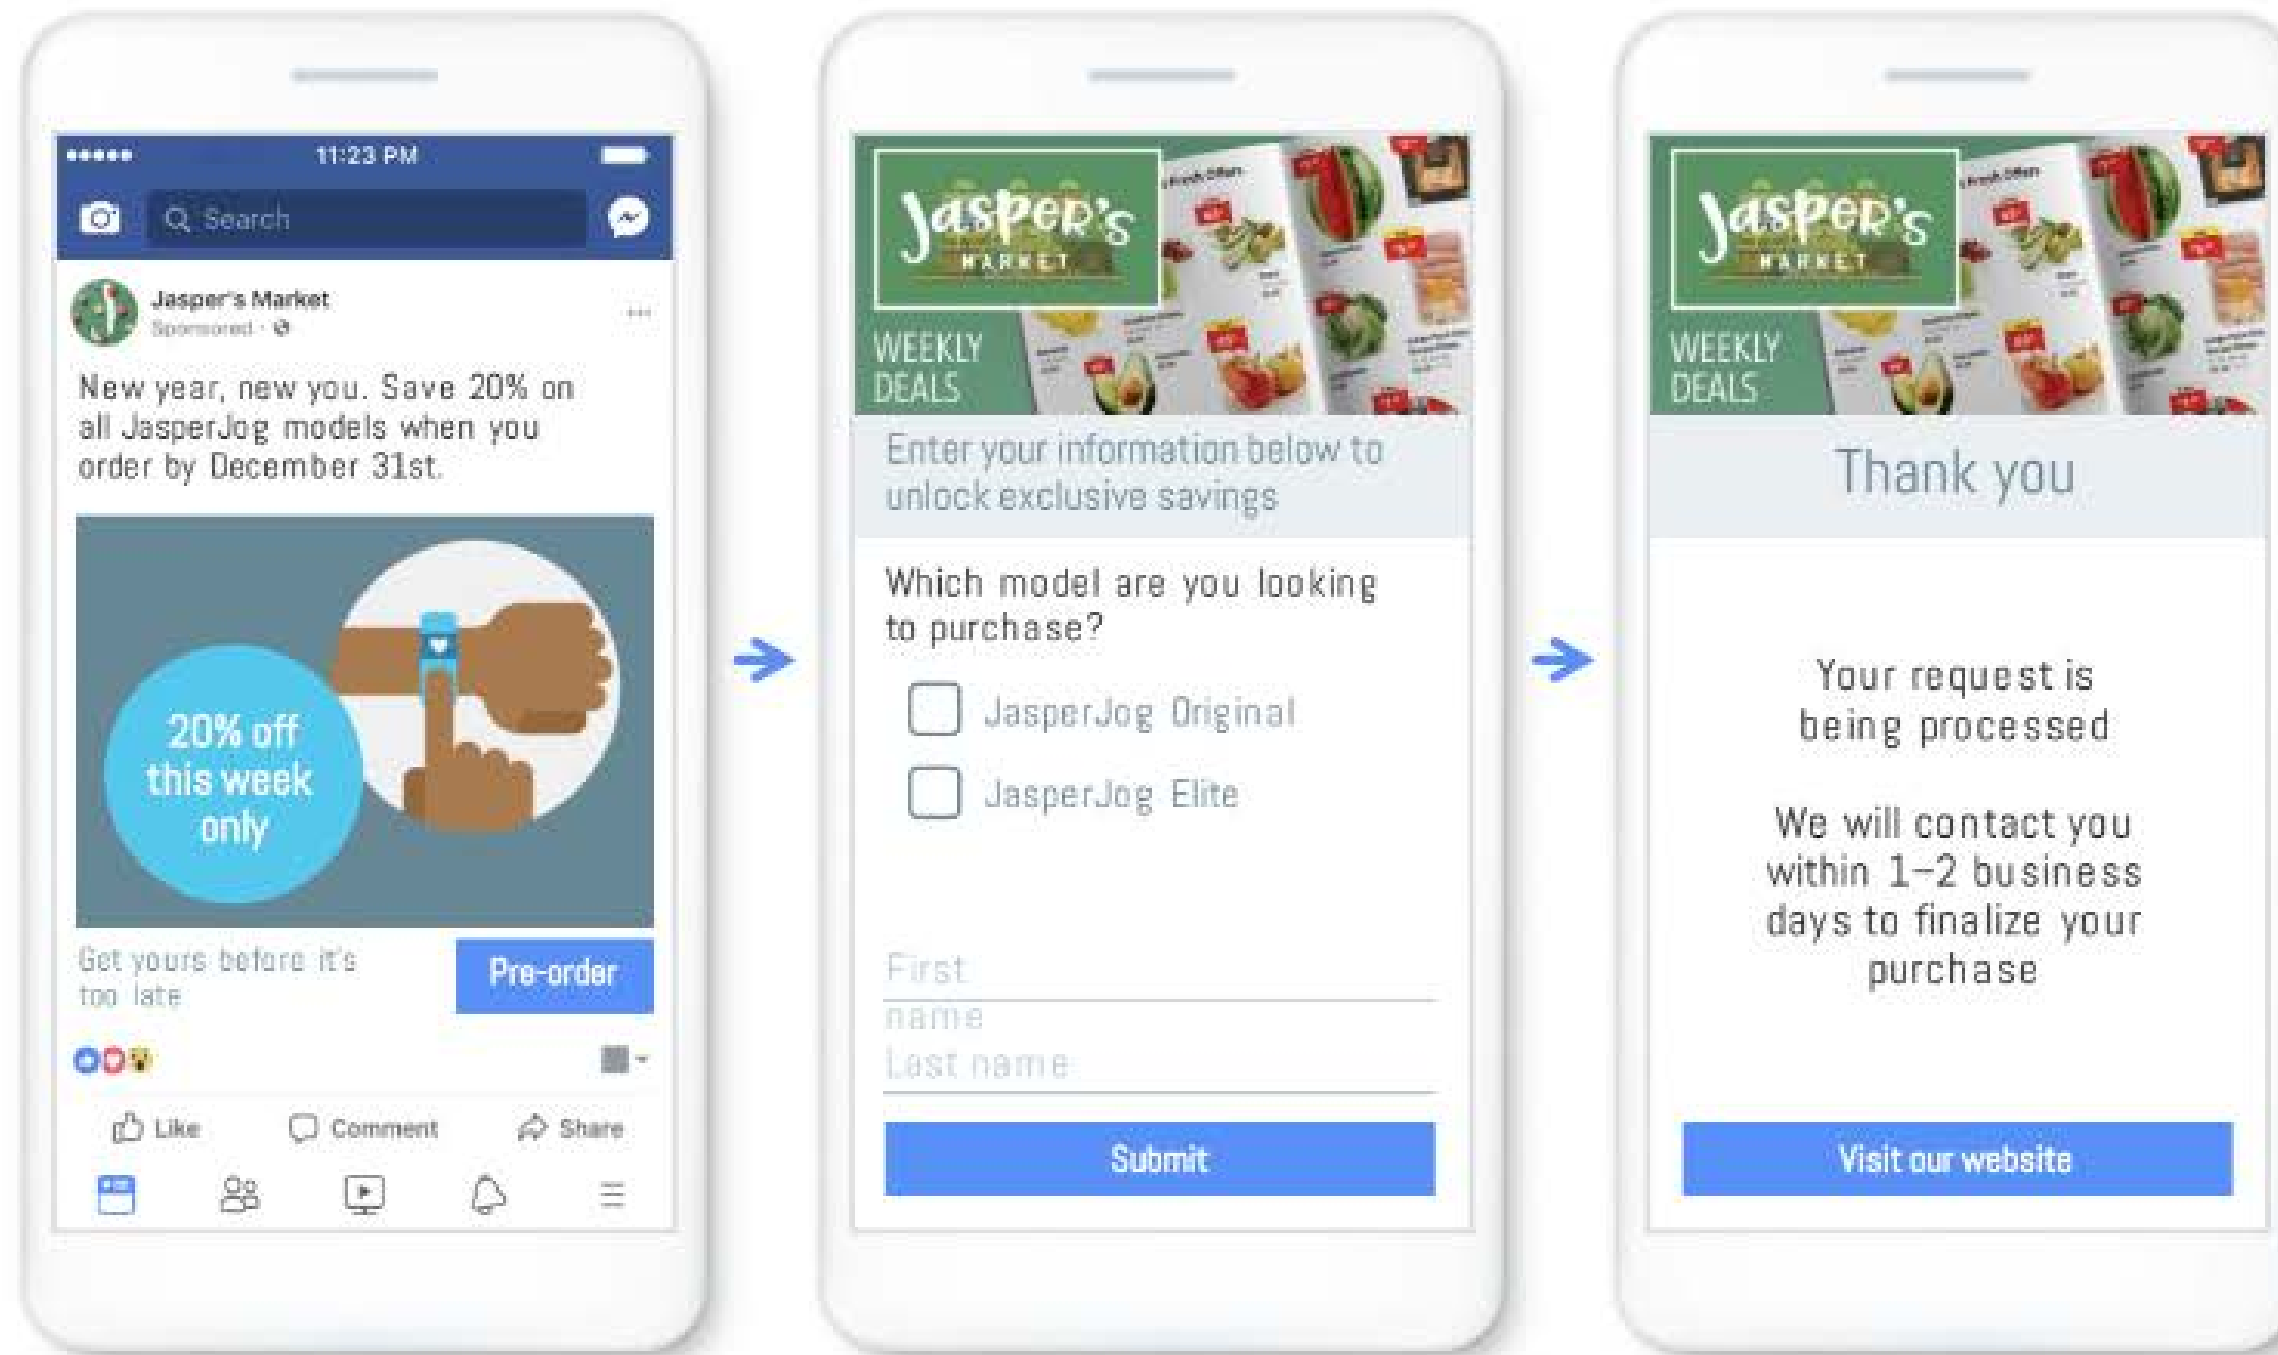 11:23 PM
Search
Jasper's Market
Sponsored ·
New year, new you. Save 20% on
all JasperJog models when you
order by December 31st.
20% off
this week
only
Get yours before it's
too late
Pre-order
Like
Comment
Share
Jasper's
MARKET
WEEKLY
DEALS
Fresh Offers
Enter your information below to
unlock exclusive savings
Which model are you looking
to purchase?
JasperJog Original
JasperJog Elite
First
name
Last name
Submit
Jasper's
MARKET
WEEKLY
DEALS
Fresh Offers
Thank you
Your request is
being processed
We will contact you
within 1–2 business
days to finalize your
purchase
Visit our website